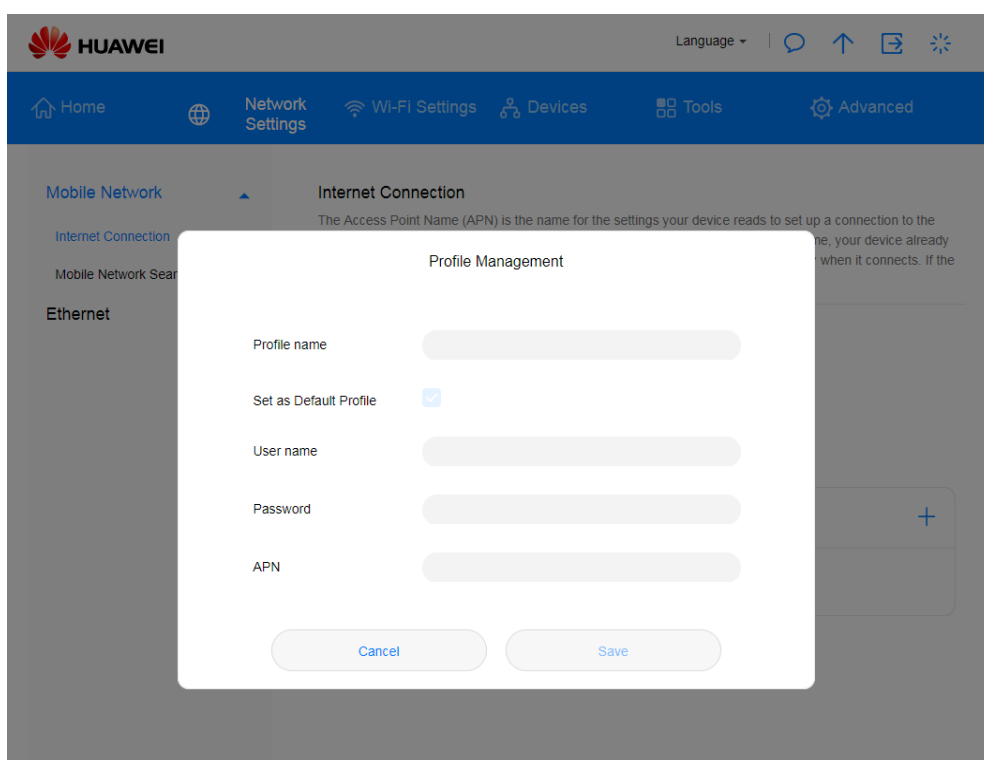 HUAWEI
Language
Home
Network
Settings
Wi-Fi Settings
Devices
Tools
Advanced
Mobile Network
Internet Connection
Mobile Network Sear
Ethernet
Internet Connection
The Access Point Name (APN) is the name for the settings your device reads to set up a connection to the
me, your device already
when it connects. If the
Profile Management
Profile name
Set as Default Profile
User name
Password
APN
Cancel
Save